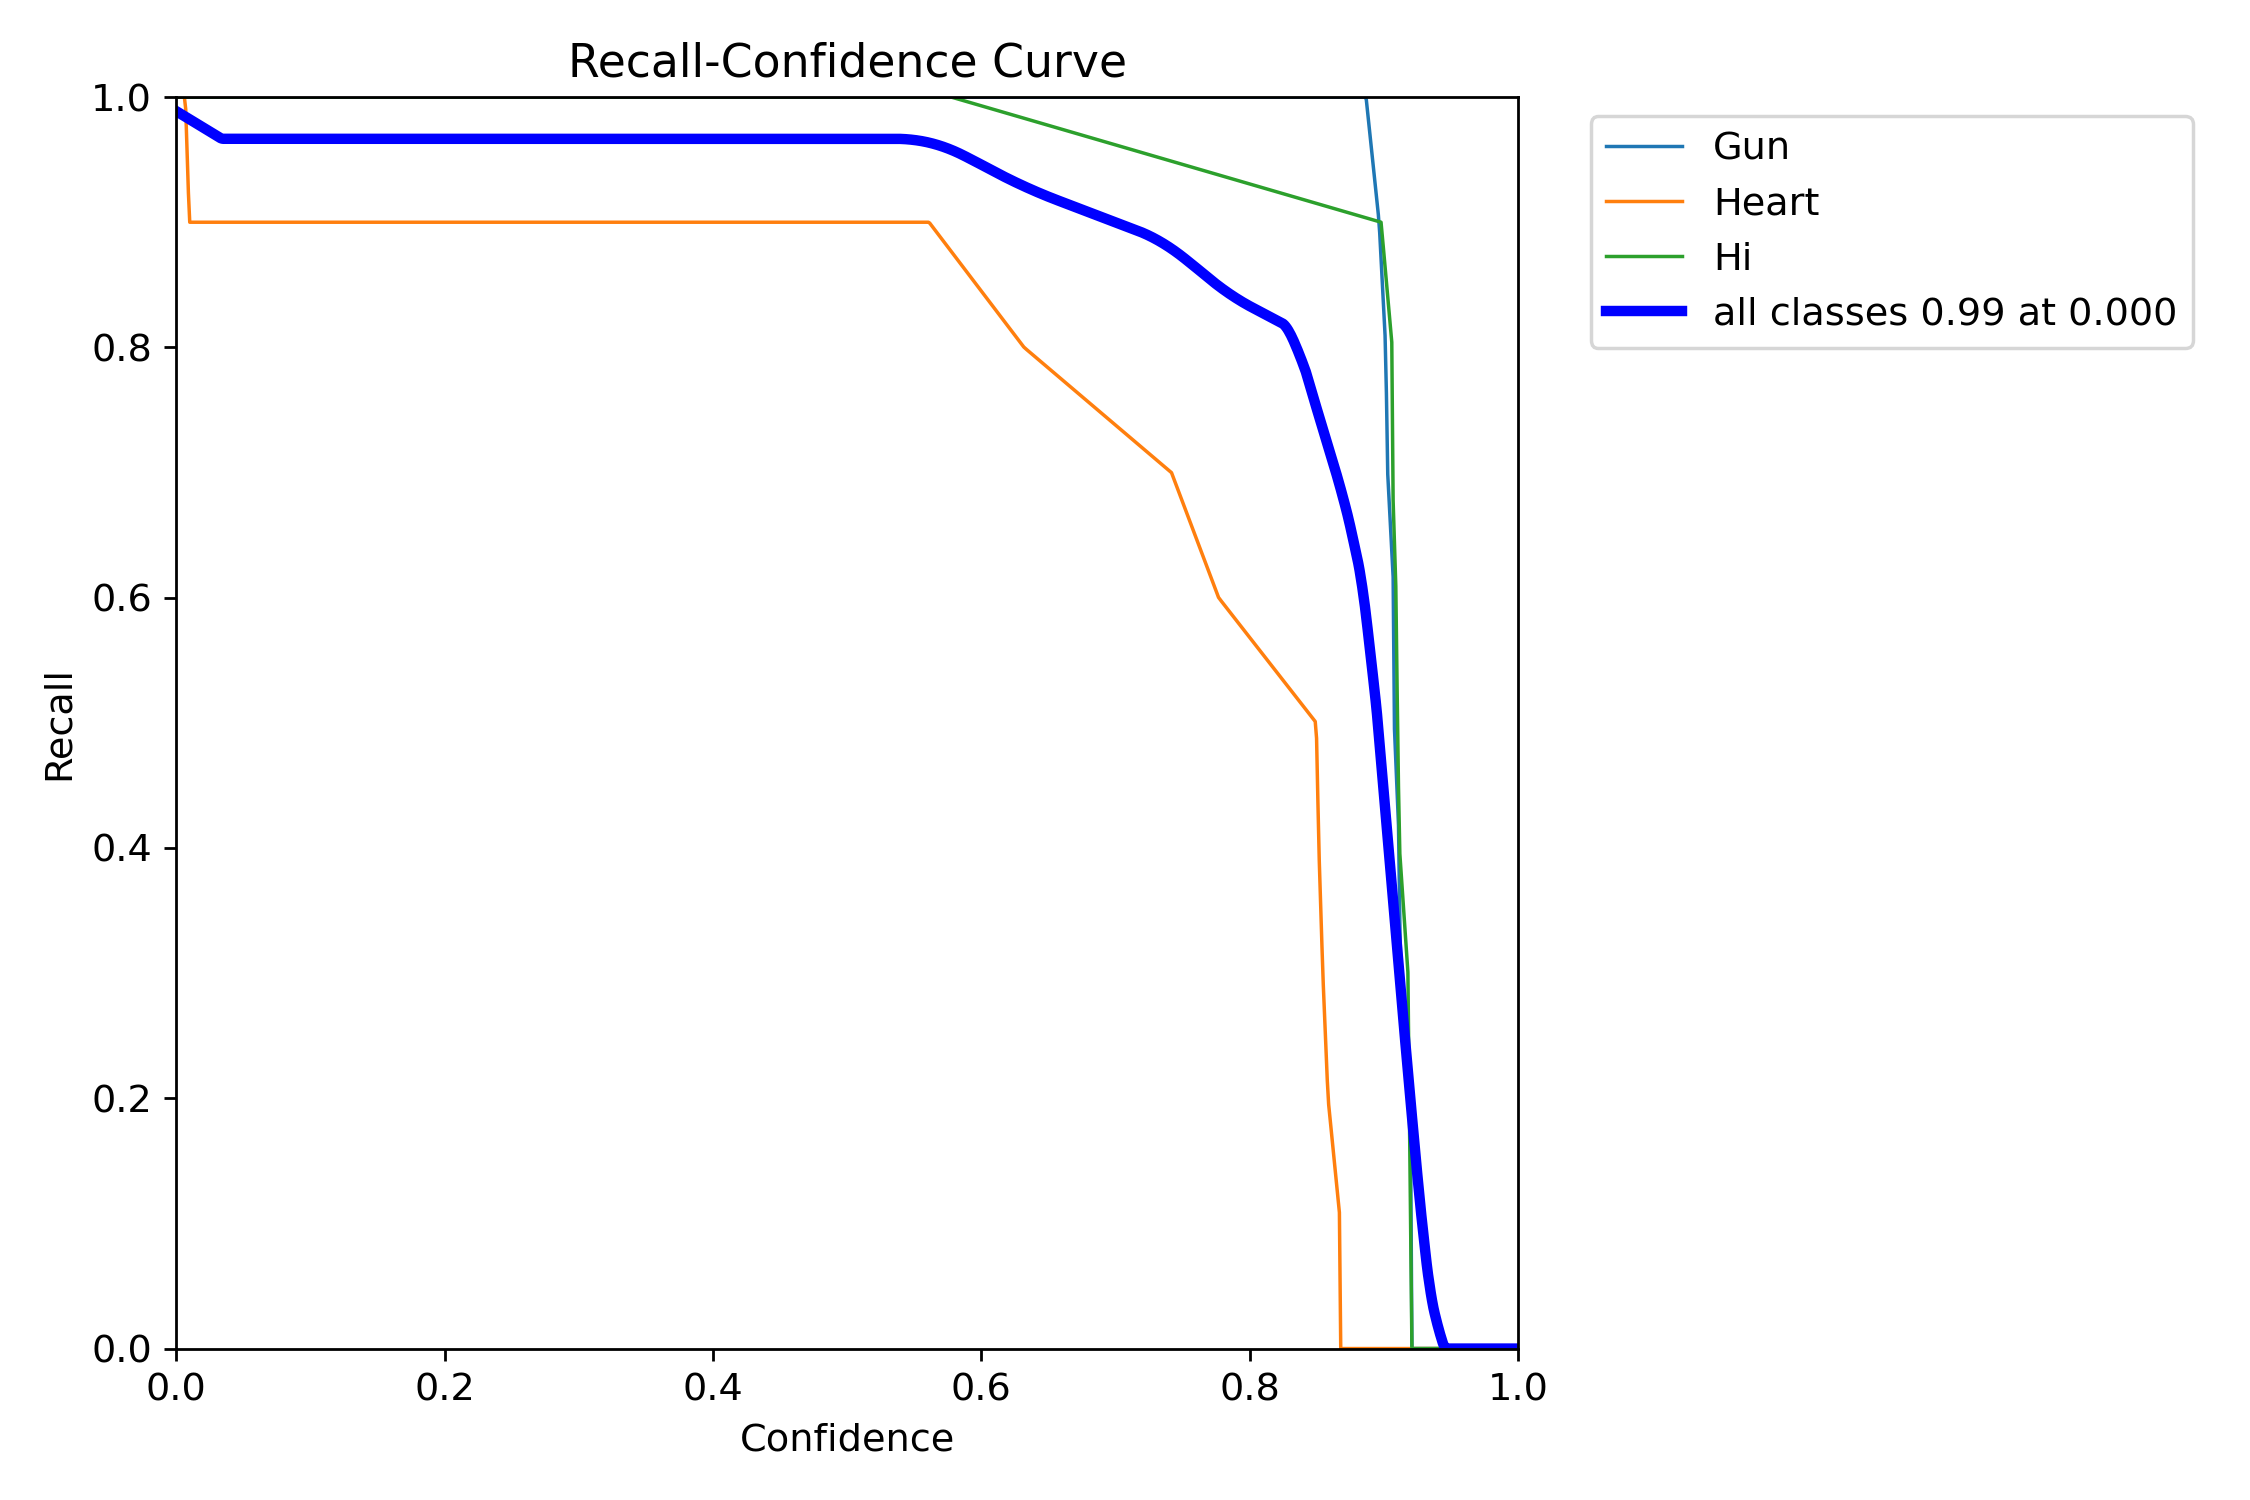 Recall-Confidence Curve
1.0
0.8
0.6
0.4
0.2
0.0
Recall
0.0 0.2 0.4 0.6 0.8 1.0
Confidence
Gun
Heart
Hi
all classes 0.99 at 0.000